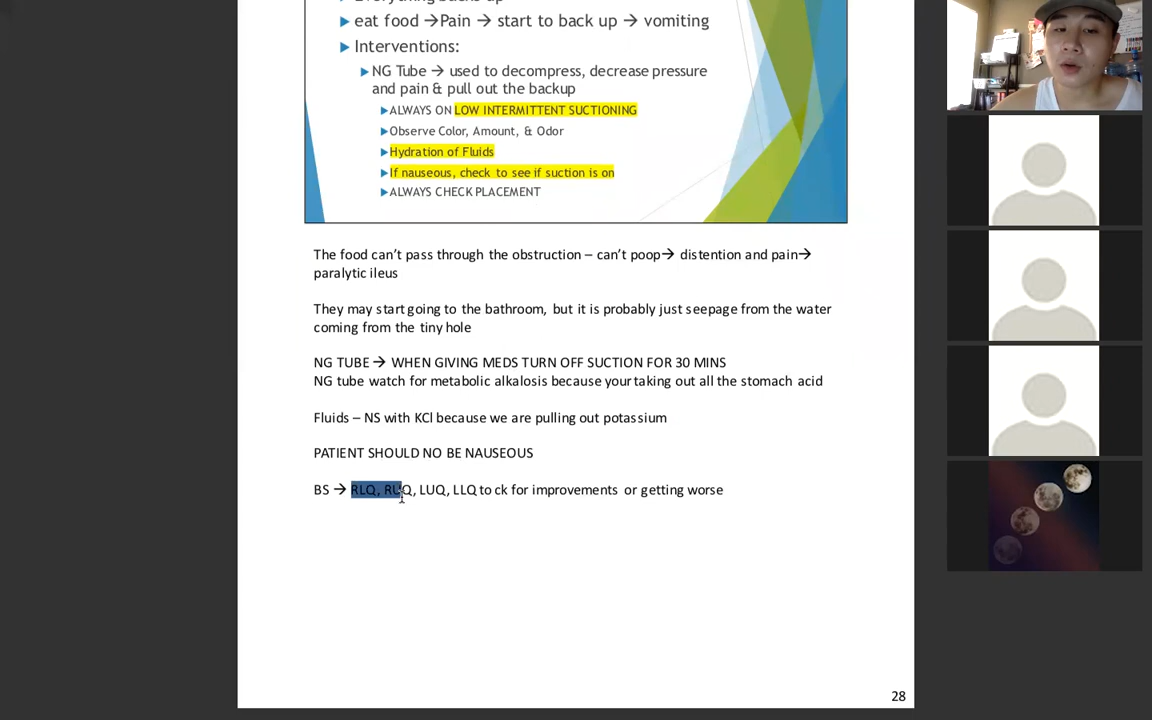 ▶ eat food →Pain → start to back up → vomiting
▶ Interventions:
▶ NG Tube → used to decompress, decrease pressure
and pain & pull out the backup
▶ALWAYS ON LOW INTERMITTENT SUCTIONING
▶Observe Color, Amount, & Odor
▶Hydration of Fluids
▶If nauseous, check to see if suction is on
▶ALWAYS CHECK PLACEMENT
The food can't pass through the obstruction – can't poop→ distention and pain→
paralytic ileus
They may start going to the bathroom, but it is probably just seepage from the water
coming from the tiny hole
NG TUBE → WHEN GIVING MEDS TURN OFF SUCTION FOR 30 MINS
NG tube watch for metabolic alkalosis because your taking out all the stomach acid
Fluids – NS with KCl because we are pulling out potassium
PATIENT SHOULD NO BE NAUSEOUS
BS → RLQ, RUQ, LUQ, LLQ to ck for improvements or getting worse
28